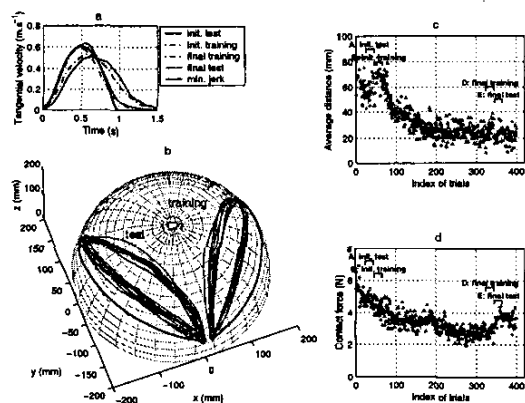 a
Tangential velocity (m.s⁻¹)
0.8
0.6
0.4
0.2
0
0
0.5
1
1.5
Time (s)
init. test
init. training
final training
final test
min. jerk
b
z (mm)
200
100
0
training
test
200
150
100
50
0
−50
−100
−150
−200
y (mm)
−200
−100
0
100
200
x (mm)
c
Average distance (mm)
100
80
60
40
20
0
A: init. test
init. training
D: final training
E: final test
0
100
200
300
400
Index of trials
d
Contact force (N)
8
6
4
2
0
init. test
init. training
D: final training
E: final test
0
100
200
300
400
Index of trials